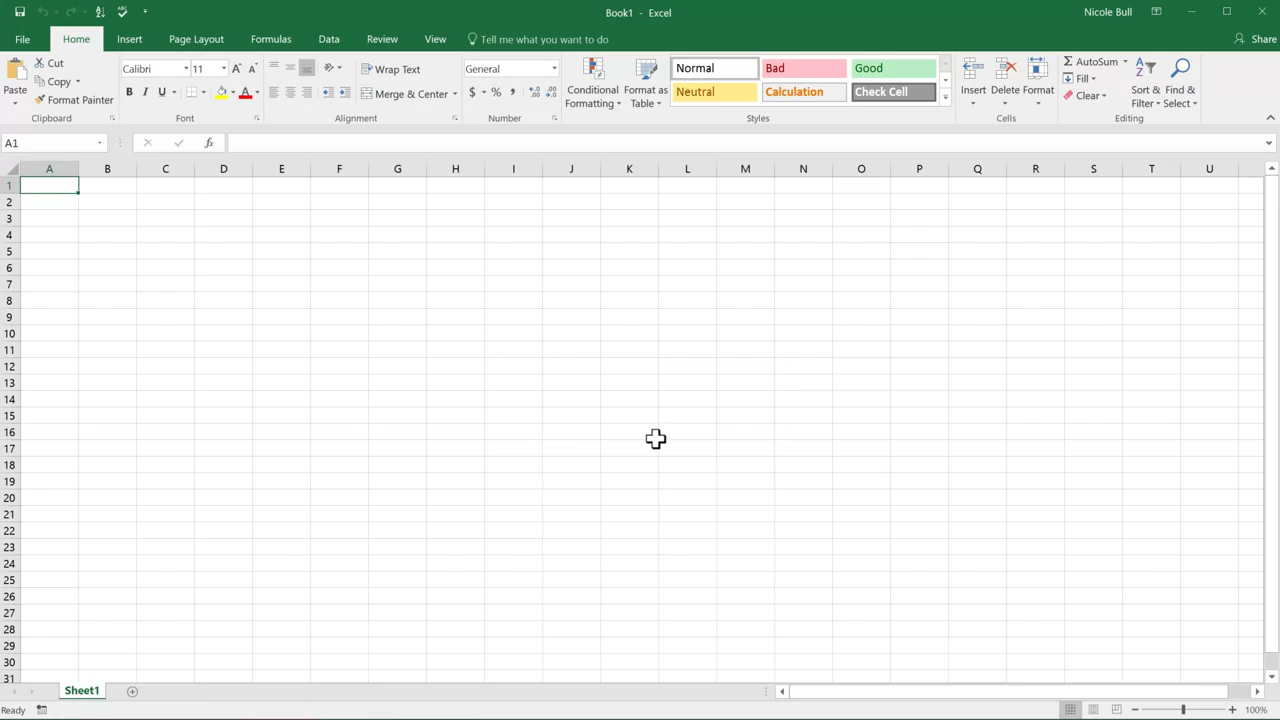 Book1 - Excel
Nicole Bull
File Home Insert Page Layout Formulas Data Review View Tell me what you want to do Share
Paste
Cut
Copy
Format Painter
Clipboard
Calibri 11
B I U
Font
Wrap Text
Merge & Center
Alignment
General
$ % ,
Number
Conditional Formatting
Format as Table
Normal Bad Good
Neutral Calculation Check Cell
Styles
Insert Delete Format
Cells
AutoSum
Fill
Clear
Sort & Filter
Find & Select
Editing
A1 fx
A B C D E F G H I J K L M N O P Q R S T U
1
2
3
4
5
6
7
8
9
10
11
12
13
14
15
16
17
18
19
20
21
22
23
24
25
26
27
28
29
30
31
Sheet1
Ready
100%